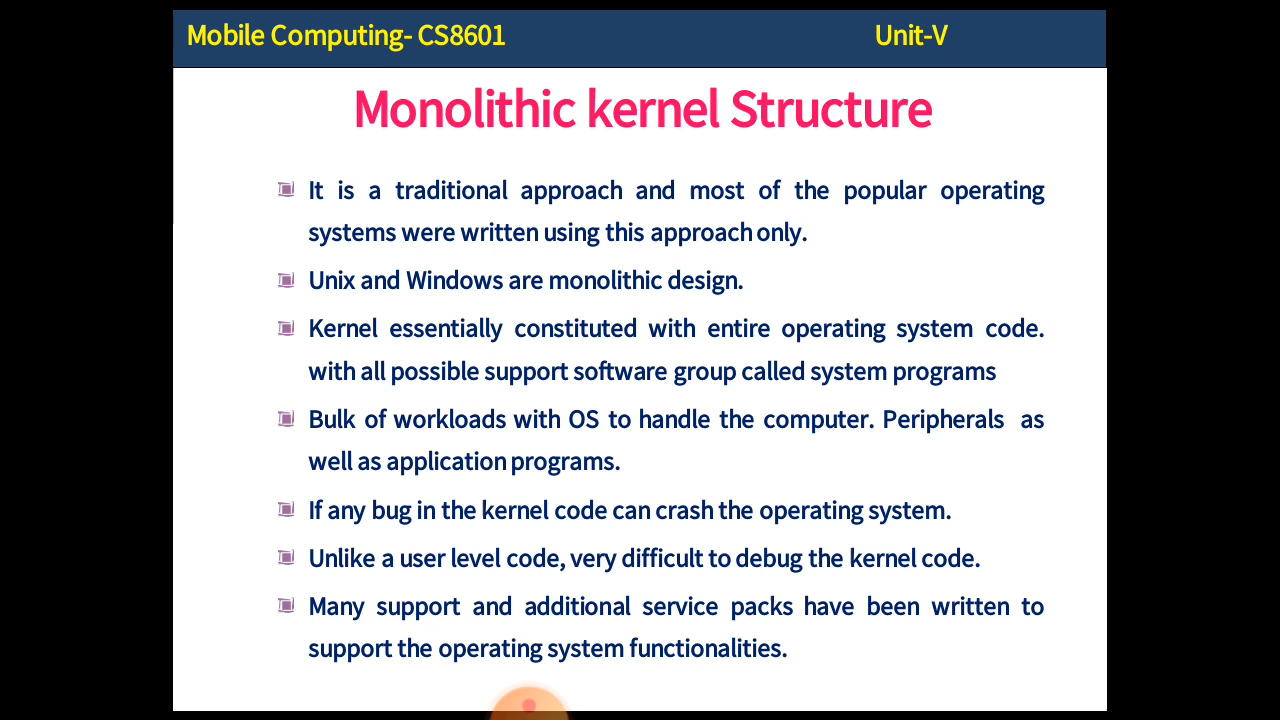 Mobile Computing- CS8601 Unit-V
Monolithic kernel Structure
It is a traditional approach and most of the popular operating
systems were written using this approach only.
Unix and Windows are monolithic design.
Kernel essentially constituted with entire operating system code.
with all possible support software group called system programs
Bulk of workloads with OS to handle the computer. Peripherals as
well as application programs.
If any bug in the kernel code can crash the operating system.
Unlike a user level code, very difficult to debug the kernel code.
Many support and additional service packs have been written to
support the operating system functionalities.